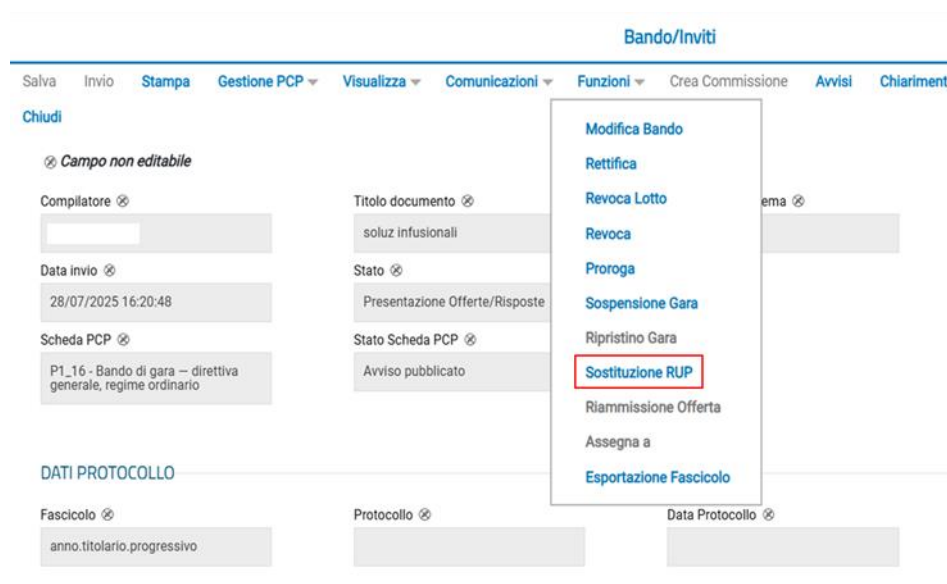 Bando/Inviti
Salva Invio Stampa Gestione PCP Visualizza Comunicazioni Funzioni Crea Commissione Avvisi Chiariment
Chiudi
Campo non editabile
Compilatore
Titolo documento
ema
soluz infusionali
Data invio
Stato
28/07/2025 16:20:48
Presentazione Offerte/Risposte
Scheda PCP
Stato Scheda PCP
P1_16 - Bando di gara — direttiva
generale, regime ordinario
Avviso pubblicato
Modifica Bando
Rettifica
Revoca Lotto
Revoca
Proroga
Sospensione Gara
Ripristino Gara
Sostituzione RUP
Riammissione Offerta
Assegna a
Esportazione Fascicolo
DATI PROTOCOLLO
Fascicolo
Protocollo
Data Protocollo
anno.titolario.progressivo